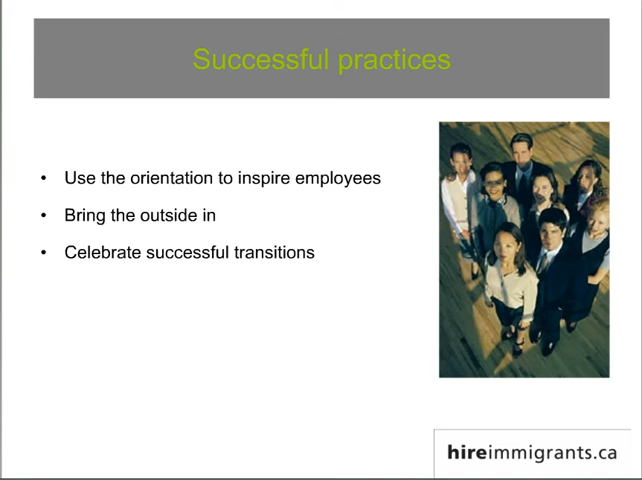 Successful practices
• Use the orientation to inspire employees
• Bring the outside in
• Celebrate successful transitions
hireimmigrants.ca